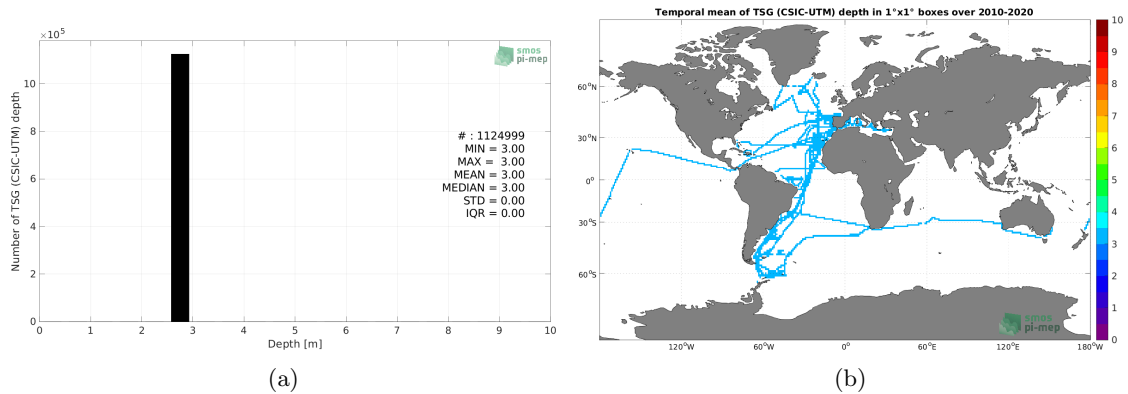 ×10⁵
10
8
6
4
2
0
Number of TSG (CSIC-UTM) depth
smos
pi-mep
# : 1124999
MIN = 3.00
MAX = 3.00
MEAN = 3.00
MEDIAN = 3.00
STD = 0.00
IQR = 0.00
0 1 2 3 4 5 6 7 8 9 10
Depth [m]
(a)
Temporal mean of TSG (CSIC-UTM) depth in 1°x1° boxes over 2010-2020
60°N
30°N
0°
30°S
60°S
120°W 60°W 0° 60°E 120°E 180°W
smos
pi-mep
10
9
8
7
6
5
4
3
2
1
0
(b)